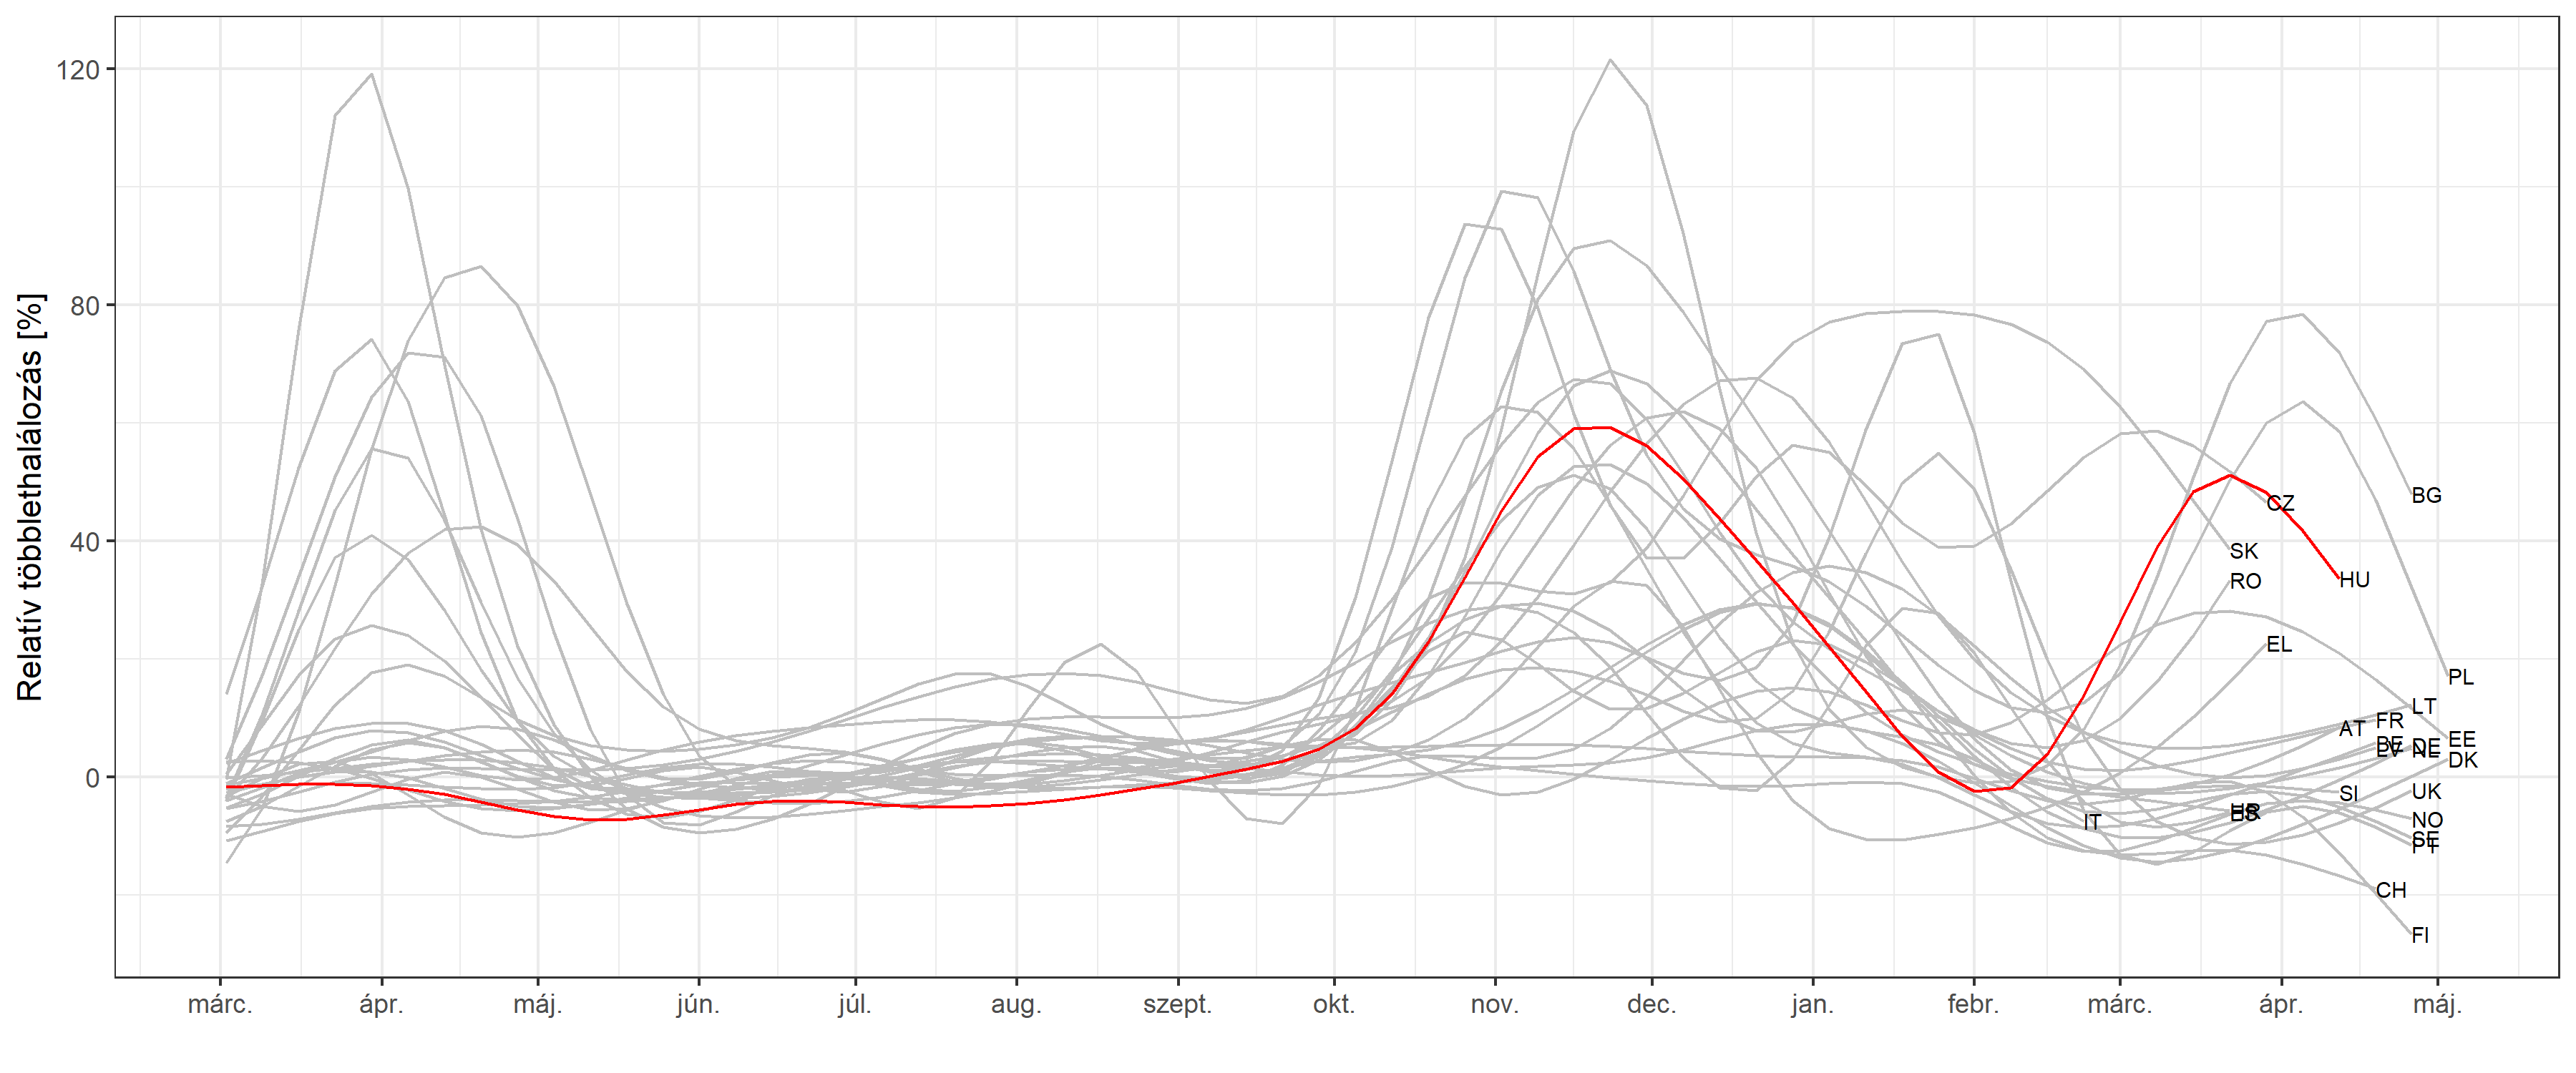 Relatív többlethalálozás [%]
120
80
40
0
BG
CZ
SK
HU
RO
EL
PL
LT
FR
AT
EE
DE
DK
UK
SI
IT
NO
SE
CH
FI
márc.
ápr.
máj.
jún.
júl.
aug.
szept.
okt.
nov.
dec.
jan.
febr.
márc.
ápr.
máj.